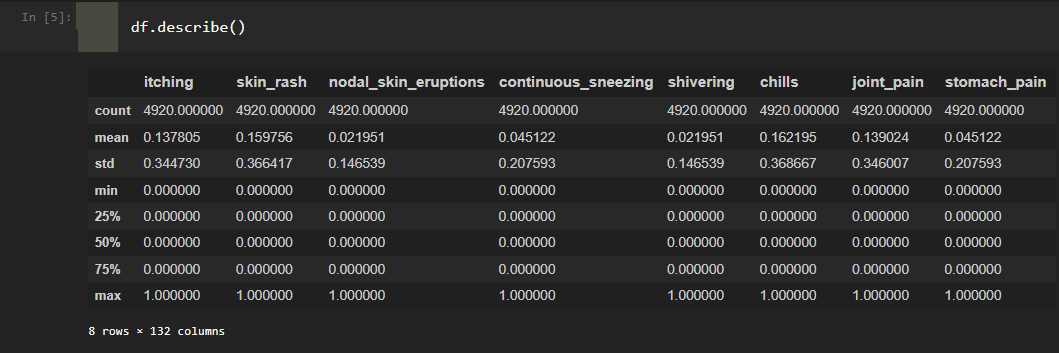 In [5]:
df.describe()
itching skin_rash nodal_skin_eruptions continuous_sneezing shivering chills joint_pain stomach_pain
count 4920.000000 4920.000000 4920.000000 4920.000000 4920.000000 4920.000000 4920.000000 4920.000000
mean 0.137805 0.159756 0.021951 0.045122 0.021951 0.162195 0.139024 0.045122
std 0.344730 0.366417 0.146539 0.207593 0.146539 0.368667 0.346007 0.207593
min 0.000000 0.000000 0.000000 0.000000 0.000000 0.000000 0.000000 0.000000
25% 0.000000 0.000000 0.000000 0.000000 0.000000 0.000000 0.000000 0.000000
50% 0.000000 0.000000 0.000000 0.000000 0.000000 0.000000 0.000000 0.000000
75% 0.000000 0.000000 0.000000 0.000000 0.000000 0.000000 0.000000 0.000000
max 1.000000 1.000000 1.000000 1.000000 1.000000 1.000000 1.000000 1.000000
8 rows × 132 columns